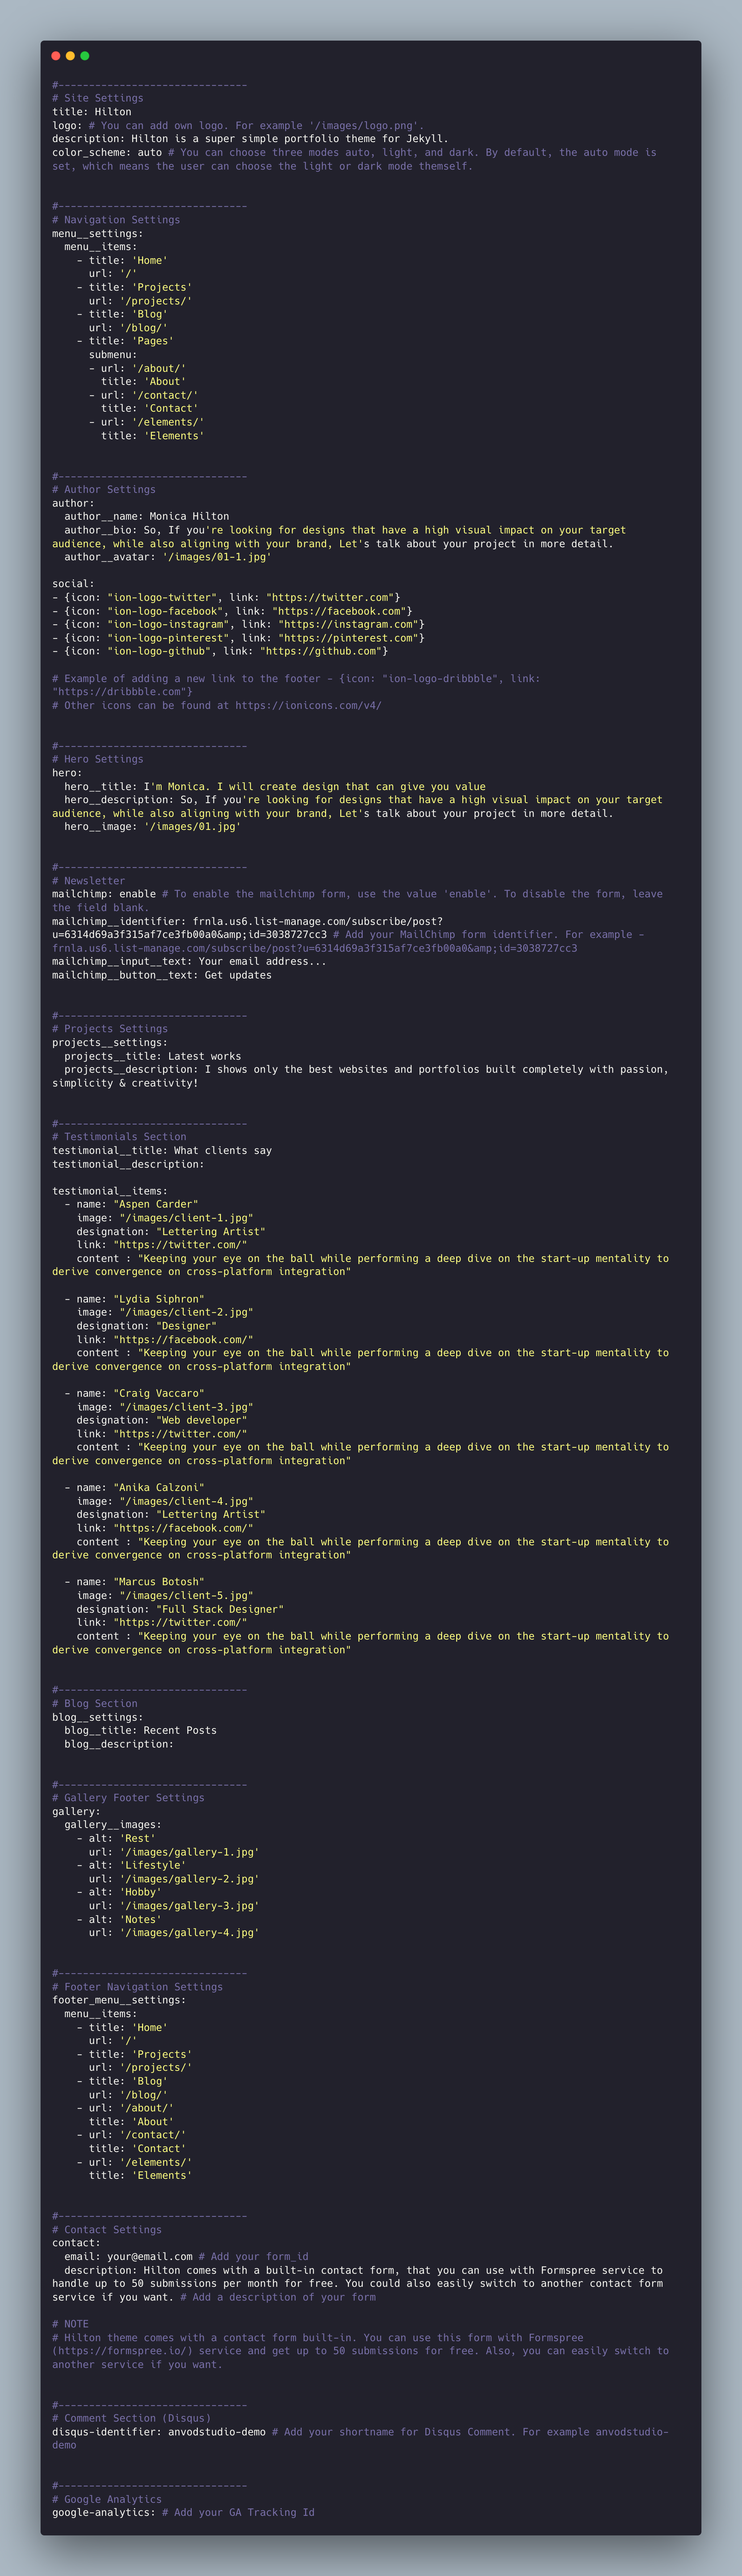 #-------------------------------
# Site Settings
title: Hilton
logo: # You can add own logo. For example '/images/logo.png'.
description: Hilton is a super simple portfolio theme for Jekyll.
color_scheme: auto # You can choose three modes auto, light, and dark. By default, the auto mode is
set, which means the user can choose the light or dark mode themself.
#-------------------------------
# Navigation Settings
menu__settings:
  menu__items:
    - title: 'Home'
      url: '/'
    - title: 'Projects'
      url: '/projects/'
    - title: 'Blog'
      url: '/blog/'
    - title: 'Pages'
      submenu:
      - url: '/about/'
        title: 'About'
      - url: '/contact/'
        title: 'Contact'
      - url: '/elements/'
        title: 'Elements'
#-------------------------------
# Author Settings
author:
  author__name: Monica Hilton
  author__bio: So, If you're looking for designs that have a high visual impact on your target
audience, while also aligning with your brand, Let's talk about your project in more detail.
  author__avatar: '/images/01-1.jpg'
social:
- {icon: "ion-logo-twitter", link: "https://twitter.com"}
- {icon: "ion-logo-facebook", link: "https://facebook.com"}
- {icon: "ion-logo-instagram", link: "https://instagram.com"}
- {icon: "ion-logo-pinterest", link: "https://pinterest.com"}
- {icon: "ion-logo-github", link: "https://github.com"}
# Example of adding a new link to the footer - {icon: "ion-logo-dribbble", link:
"https://dribbble.com"}
# Other icons can be found at https://ionicons.com/v4/
#-------------------------------
# Hero Settings
hero:
  hero__title: I'm Monica. I will create design that can give you value
  hero__description: So, If you're looking for designs that have a high visual impact on your target
audience, while also aligning with your brand, Let's talk about your project in more detail.
  hero__image: '/images/01.jpg'
#-------------------------------
# Newsletter
mailchimp: enable # To enable the mailchimp form, use the value 'enable'. To disable the form, leave
the field blank.
mailchimp__identifier: frnla.us6.list-manage.com/subscribe/post?
u=6314d69a3f315af7ce3fb00a0&amp;id=3038727cc3 # Add your MailChimp form identifier. For example -
frnla.us6.list-manage.com/subscribe/post?u=6314d69a3f315af7ce3fb00a0&amp;id=3038727cc3
mailchimp__input__text: Your email address...
mailchimp__button__text: Get updates
#-------------------------------
# Projects Settings
projects__settings:
  projects__title: Latest works
  projects__description: I shows only the best websites and portfolios built completely with passion,
simplicity & creativity!
#-------------------------------
# Testimonials Section
testimonial__title: What clients say
testimonial__description:
testimonial__items:
  - name: "Aspen Carder"
    image: "/images/client-1.jpg"
    designation: "Lettering Artist"
    link: "https://twitter.com/"
    content : "Keeping your eye on the ball while performing a deep dive on the start-up mentality to
derive convergence on cross-platform integration"
  - name: "Lydia Siphron"
    image: "/images/client-2.jpg"
    designation: "Designer"
    link: "https://facebook.com/"
    content : "Keeping your eye on the ball while performing a deep dive on the start-up mentality to
derive convergence on cross-platform integration"
  - name: "Craig Vaccaro"
    image: "/images/client-3.jpg"
    designation: "Web developer"
    link: "https://twitter.com/"
    content : "Keeping your eye on the ball while performing a deep dive on the start-up mentality to
derive convergence on cross-platform integration"
  - name: "Anika Calzoni"
    image: "/images/client-4.jpg"
    designation: "Lettering Artist"
    link: "https://facebook.com/"
    content : "Keeping your eye on the ball while performing a deep dive on the start-up mentality to
derive convergence on cross-platform integration"
  - name: "Marcus Botosh"
    image: "/images/client-5.jpg"
    designation: "Full Stack Designer"
    link: "https://twitter.com/"
    content : "Keeping your eye on the ball while performing a deep dive on the start-up mentality to
derive convergence on cross-platform integration"
#-------------------------------
# Blog Section
blog__settings:
  blog__title: Recent Posts
  blog__description:
#-------------------------------
# Gallery Footer Settings
gallery:
  gallery__images:
    - alt: 'Rest'
      url: '/images/gallery-1.jpg'
    - alt: 'Lifestyle'
      url: '/images/gallery-2.jpg'
    - alt: 'Hobby'
      url: '/images/gallery-3.jpg'
    - alt: 'Notes'
      url: '/images/gallery-4.jpg'
#-------------------------------
# Footer Navigation Settings
footer_menu__settings:
  menu__items:
    - title: 'Home'
      url: '/'
    - title: 'Projects'
      url: '/projects/'
    - title: 'Blog'
      url: '/blog/'
    - url: '/about/'
      title: 'About'
    - url: '/contact/'
      title: 'Contact'
    - url: '/elements/'
      title: 'Elements'
#-------------------------------
# Contact Settings
contact:
  email: your@email.com # Add your form_id
  description: Hilton comes with a built-in contact form, that you can use with Formspree service to
handle up to 50 submissions per month for free. You could also easily switch to another contact form
service if you want. # Add a description of your form
# NOTE
# Hilton theme comes with a contact form built-in. You can use this form with Formspree
(https://formspree.io/) service and get up to 50 submissions for free. Also, you can easily switch to
another service if you want.
#-------------------------------
# Comment Section (Disqus)
disqus-identifier: anvodstudio-demo # Add your shortname for Disqus Comment. For example anvodstudio-
demo
#-------------------------------
# Google Analytics
google-analytics: # Add your GA Tracking Id